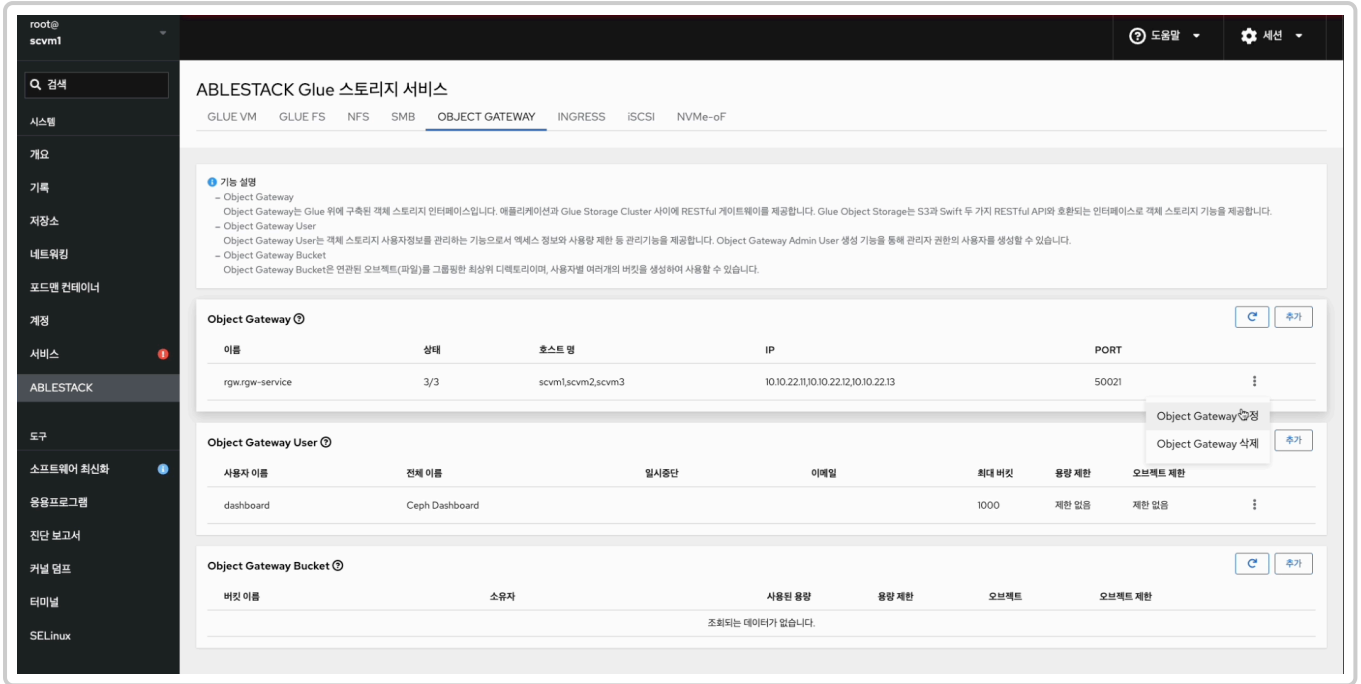 root@
scvm1
도움말
세션
검색
시스템
개요
기록
저장소
네트워킹
포드맨 컨테이너
계정
서비스
ABLESTACK
도구
소프트웨어 최신화
응용프로그램
진단 보고서
커널 덤프
터미널
SELinux
ABLESTACK Glue 스토리지 서비스
GLUE VM GLUE FS NFS SMB OBJECT GATEWAY INGRESS iSCSI NVMe-oF
기능 설명
– Object Gateway
Object Gateway는 Glue 위에 구축된 객체 스토리지 인터페이스입니다. 애플리케이션과 Glue Storage Cluster 사이에 RESTful 게이트웨이를 제공합니다. Glue Object Storage는 S3과 Swift 두 가지 RESTful API와 호환되는 인터페이스로 객체 스토리지 기능을 제공합니다.
– Object Gateway User
Object Gateway User는 객체 스토리지 사용자정보를 관리하는 기능으로서 엑세스 정보와 사용량 제한 등 관리기능을 제공합니다. Object Gateway Admin User 생성 기능을 통해 관리자 권한의 사용자를 생성할 수 있습니다.
– Object Gateway Bucket
Object Gateway Bucket은 연관된 오브젝트(파일)를 그룹핑한 최상위 디렉토리이며, 사용자별 여러개의 버킷을 생성하여 사용할 수 있습니다.
Object Gateway 추가
이름 상태 호스트 명 IP PORT
rgw.rgw-service 3/3 scvm1,scvm2,scvm3 10.10.22.11,10.10.22.12,10.10.22.13 50021
Object Gateway
Object Gateway 삭제
Object Gateway User 추가
사용자 이름 전체 이름 일시중단 이메일 최대 버킷 용량 제한 오브젝트 제한
dashboard Ceph Dashboard 1000 제한 없음 제한 없음
Object Gateway Bucket 추가
버킷 이름 소유자 사용된 용량 용량 제한 오브젝트 오브젝트 제한
조회되는 데이터가 없습니다.